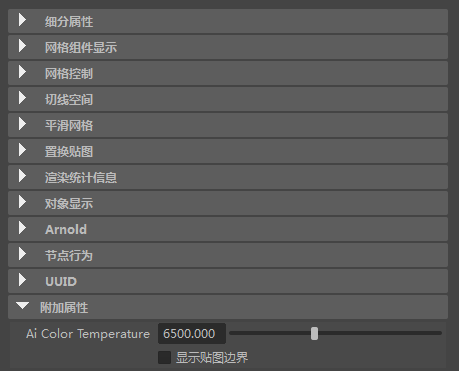 细分属性
网格组件显示
网格控制
切线空间
平滑网格
置换贴图
渲染统计信息
对象显示
Arnold
节点行为
UUID
附加属性
Ai Color Temperature 6500.000
显示贴图边界